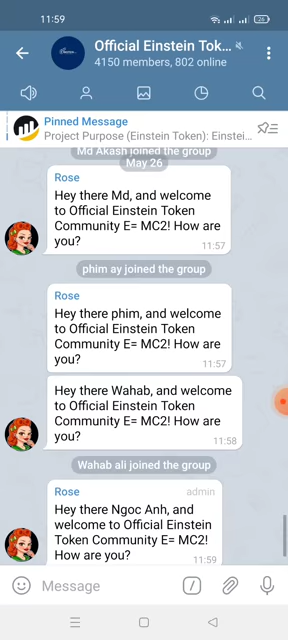 11:59
26
Official Einstein Tok...
4150 members, 802 online
Pinned Message
Project Purpose (Einstein Token): Einstei...
Md Akash joined the group
May 26
Rose
Hey there Md, and welcome
to Official Einstein Token
Community E= MC2! How are
you?
11:57
phim ay joined the group
Rose
Hey there phim, and welcome
to Official Einstein Token
Community E= MC2! How are
you?
11:57
Hey there Wahab, and welcome
to Official Einstein Token
Community E= MC2! How are
you?
11:58
Wahab ali joined the group
Rose
admin
Hey there Ngoc Anh, and
welcome to Official Einstein
Token Community E= MC2!
How are you?
11:59
Message